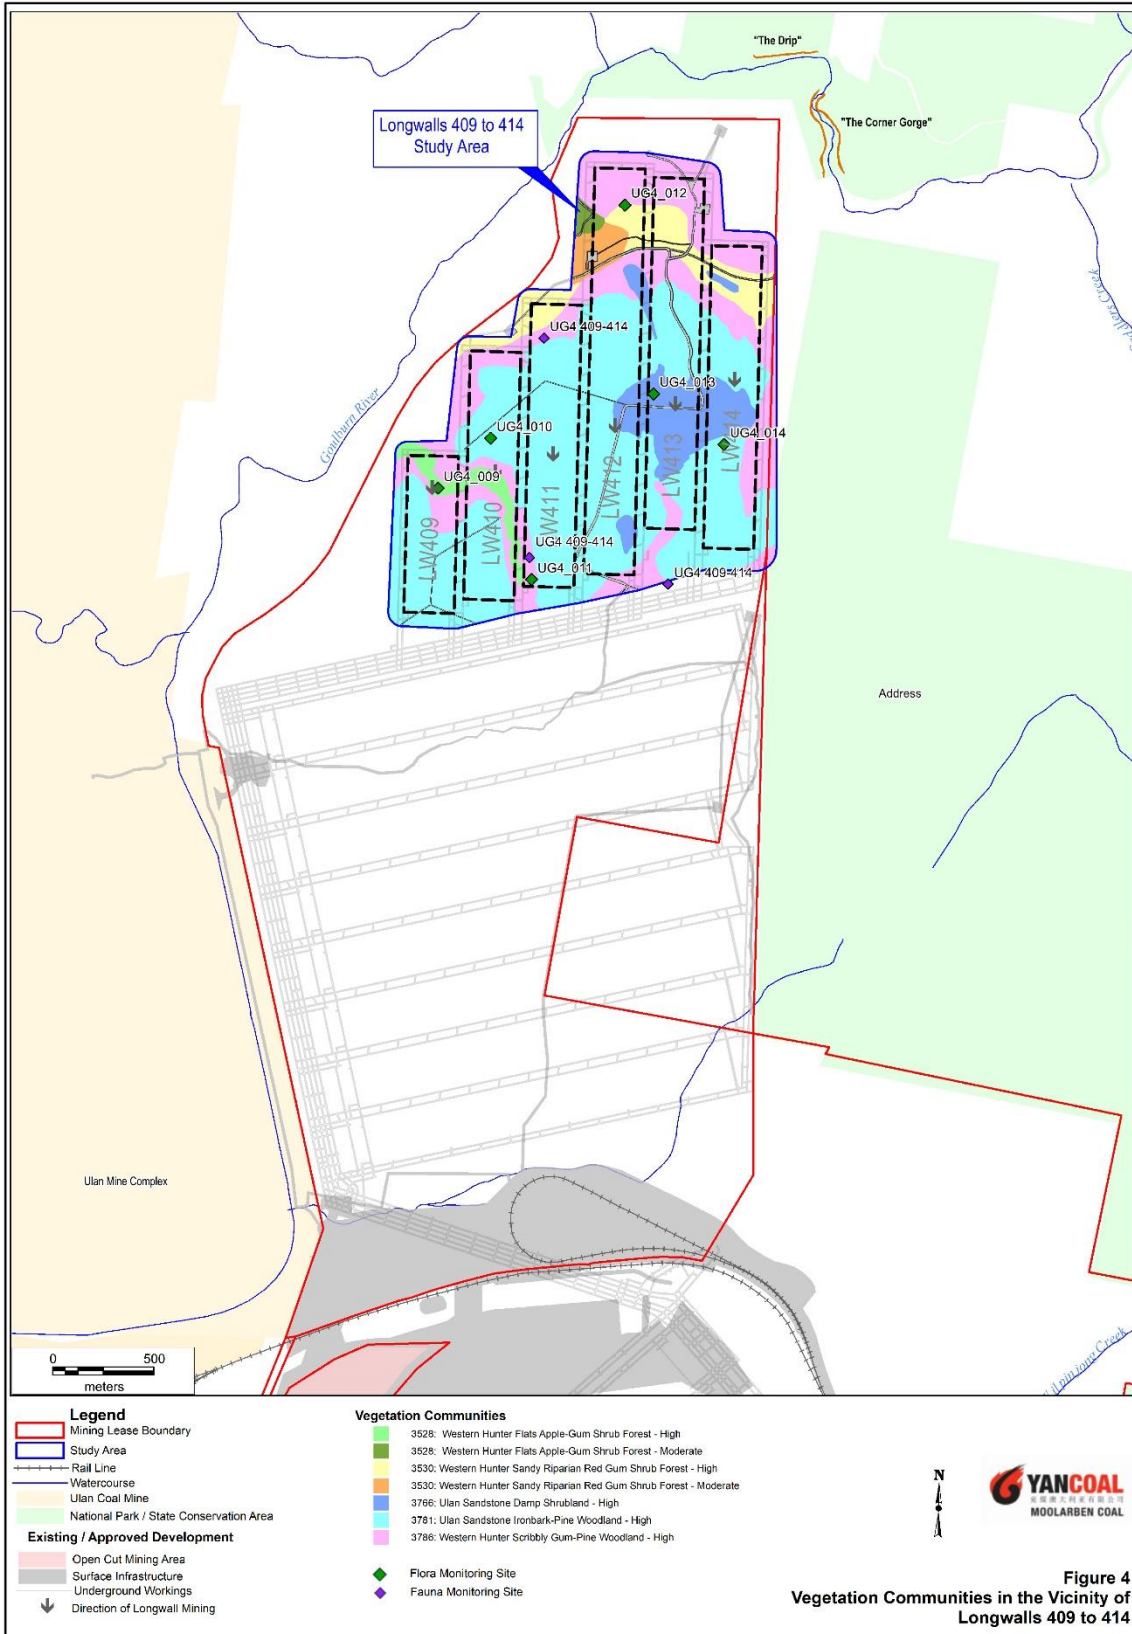 "The Drip"
"The Corner Gorge"
Longwalls 409 to 414
Study Area
UG4_012
UG4 409-414
UG4_013
UG4_010
UG4_014
UG4_009
LW409
LW410
LW411
LW412
LW413
LW414
UG4 409-414
UG4_011
UG4 409-414
Goulburn River
Address
Ulan Mine Complex
0 500
meters
Legend
Mining Lease Boundary
Study Area
Rail Line
Watercourse
Ulan Coal Mine
National Park / State Conservation Area
Existing / Approved Development
Open Cut Mining Area
Surface Infrastructure
Underground Workings
Direction of Longwall Mining
Vegetation Communities
3528: Western Hunter Flats Apple-Gum Shrub Forest - High
3528: Western Hunter Flats Apple-Gum Shrub Forest - Moderate
3530: Western Hunter Sandy Riparian Red Gum Shrub Forest - High
3530: Western Hunter Sandy Riparian Red Gum Shrub Forest - Moderate
3766: Ulan Sandstone Damp Shrubland - High
3781: Ulan Sandstone Ironbark-Pine Woodland - High
3786: Western Hunter Scribbly Gum-Pine Woodland - High
Flora Monitoring Site
Fauna Monitoring Site
N
YANCOAL
MOOLARBEN COAL
Figure 4
Vegetation Communities in the Vicinity of
Longwalls 409 to 414